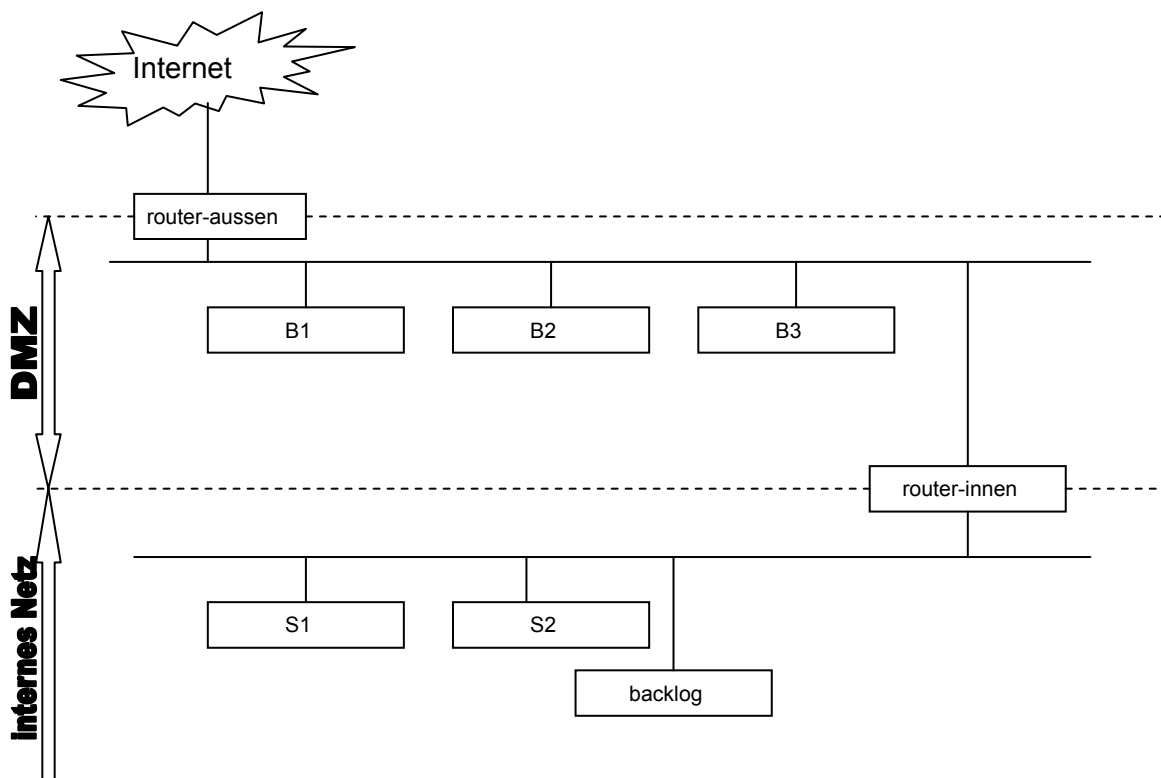 Internet
router-aussen
DMZ
B1
B2
B3
router-innen
internes Netz
S1
S2
backlog